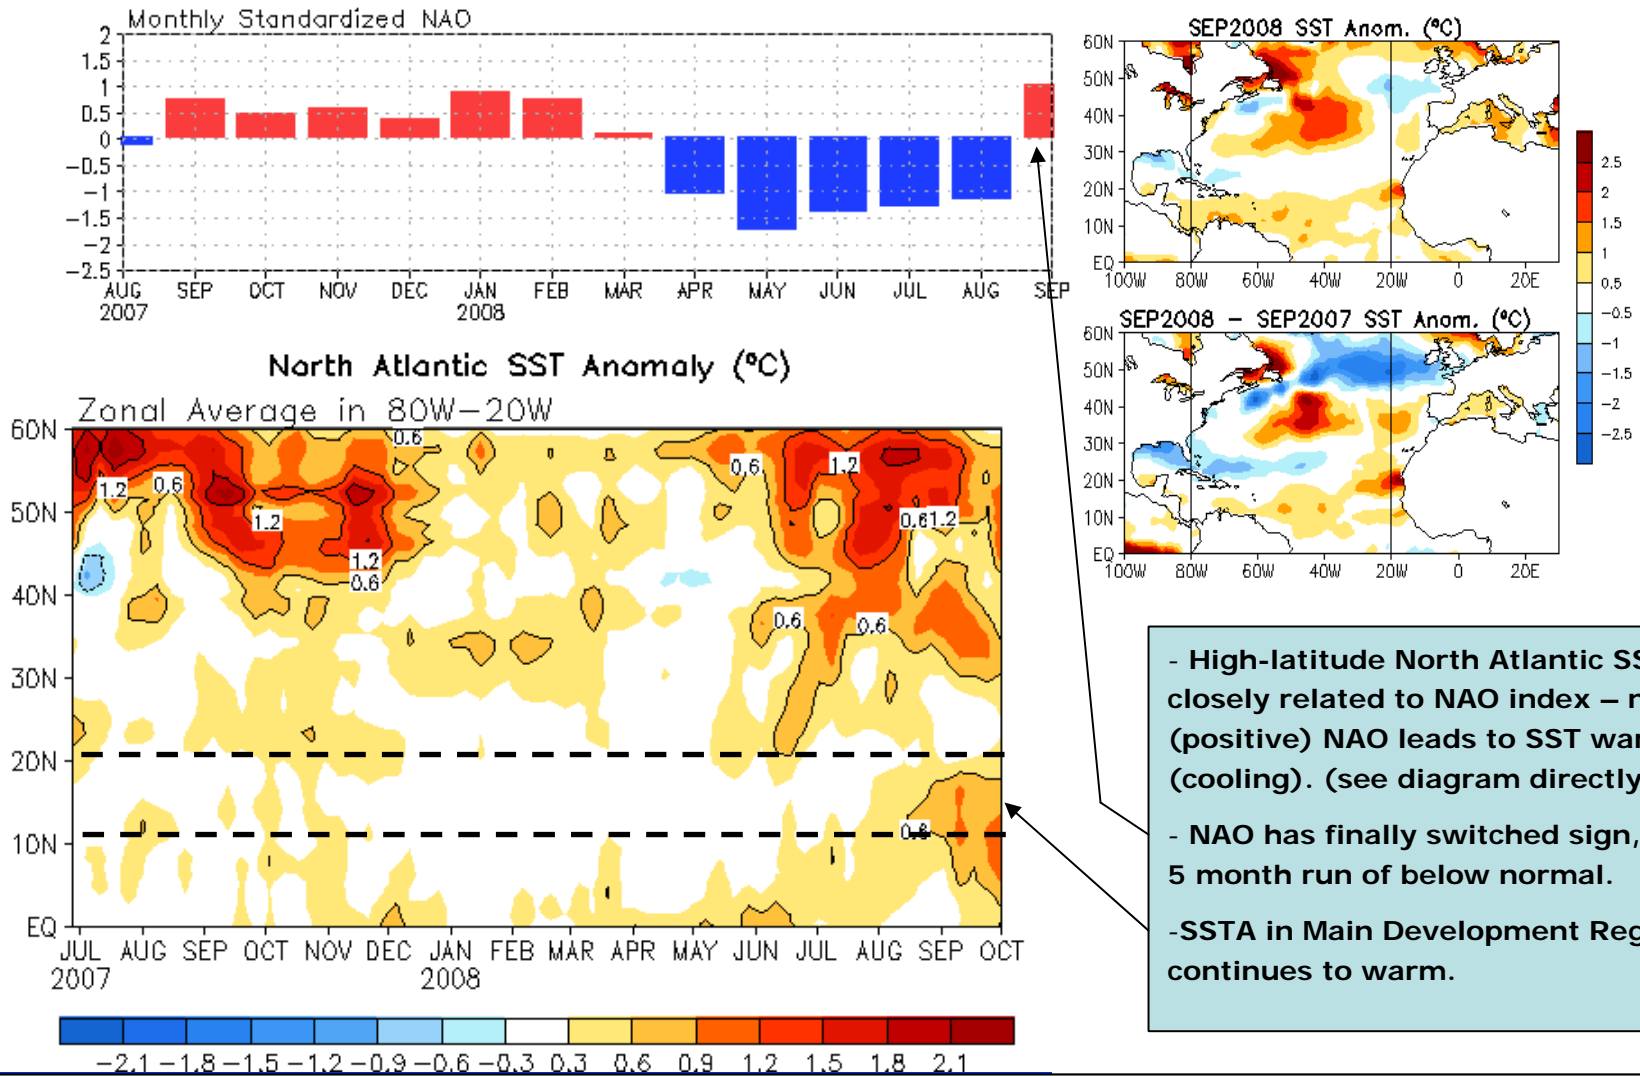 Monthly Standardized NAO
2
1.5
1
0.5
0
−0.5
−1
−1.5
−2
−2.5
AUG SEP OCT NOV DEC JAN FEB MAR APR MAY JUN JUL AUG SEP
2007 2008
North Atlantic SST Anomaly (ºC)
Zonal Average in 80W−20W
60N
50N
40N
30N
20N
10N
EQ
0.6
1.2
0.6
1.2
1.2
0.6
0.6
1.2
0.6
1.2
0.6
0.6
0.6
JUL AUG SEP OCT NOV DEC JAN FEB MAR APR MAY JUN JUL AUG SEP OCT
2007 2008
−2.1 −1.8 −1.5 −1.2 −0.9 −0.6 −0.3 0.3 0.6 0.9 1.2 1.5 1.8 2.1
SEP2008 SST Anom. (ºC)
60N
50N
40N
30N
20N
10N
EQ
100W 80W 60W 40W 20W 0 20E
SEP2008 − SEP2007 SST Anom. (ºC)
60N
50N
40N
30N
20N
10N
EQ
100W 80W 60W 40W 20W 0 20E
2.5
2
1.5
1
0.5
−0.5
−1
−1.5
−2
−2.5
- High-latitude North Atlantic
closely related to NAO index –
(positive) NAO leads to SST
(cooling). (see diagram directly
- NAO has finally switched sign,
5 month run of below normal.
-SSTA in Main Development
continues to warm.